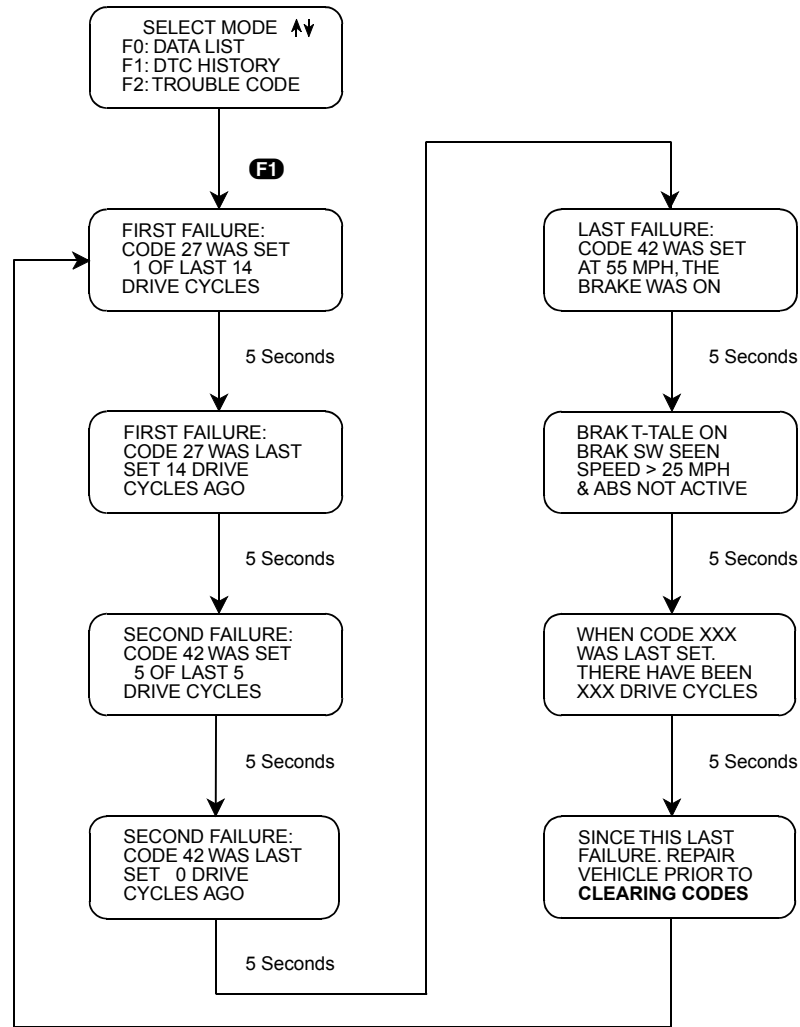 SELECT MODE
F0: DATA LIST
F1: DTC HISTORY
F2: TROUBLE CODE
F1
FIRST FAILURE:
CODE 27 WAS SET
1 OF LAST 14
DRIVE CYCLES
5 Seconds
FIRST FAILURE:
CODE 27 WAS LAST
SET 14 DRIVE
CYCLES AGO
5 Seconds
SECOND FAILURE:
CODE 42 WAS SET
5 OF LAST 5
DRIVE CYCLES
5 Seconds
SECOND FAILURE:
CODE 42 WAS LAST
SET 0 DRIVE
CYCLES AGO
5 Seconds
LAST FAILURE:
CODE 42 WAS SET
AT 55 MPH, THE
BRAKE WAS ON
5 Seconds
BRAK T-TALE ON
BRAK SW SEEN
SPEED > 25 MPH
& ABS NOT ACTIVE
5 Seconds
WHEN CODE XXX
WAS LAST SET.
THERE HAVE BEEN
XXX DRIVE CYCLES
5 Seconds
SINCE THIS LAST
FAILURE. REPAIR
VEHICLE PRIOR TO
CLEARING CODES